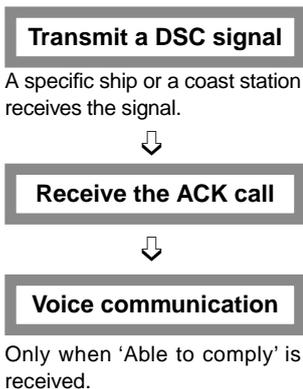 Transmit a DSC signal
A specific ship or a coast station
receives the signal.
Receive the ACK call
Voice communication
Only when ‘Able to comply’ is
received.